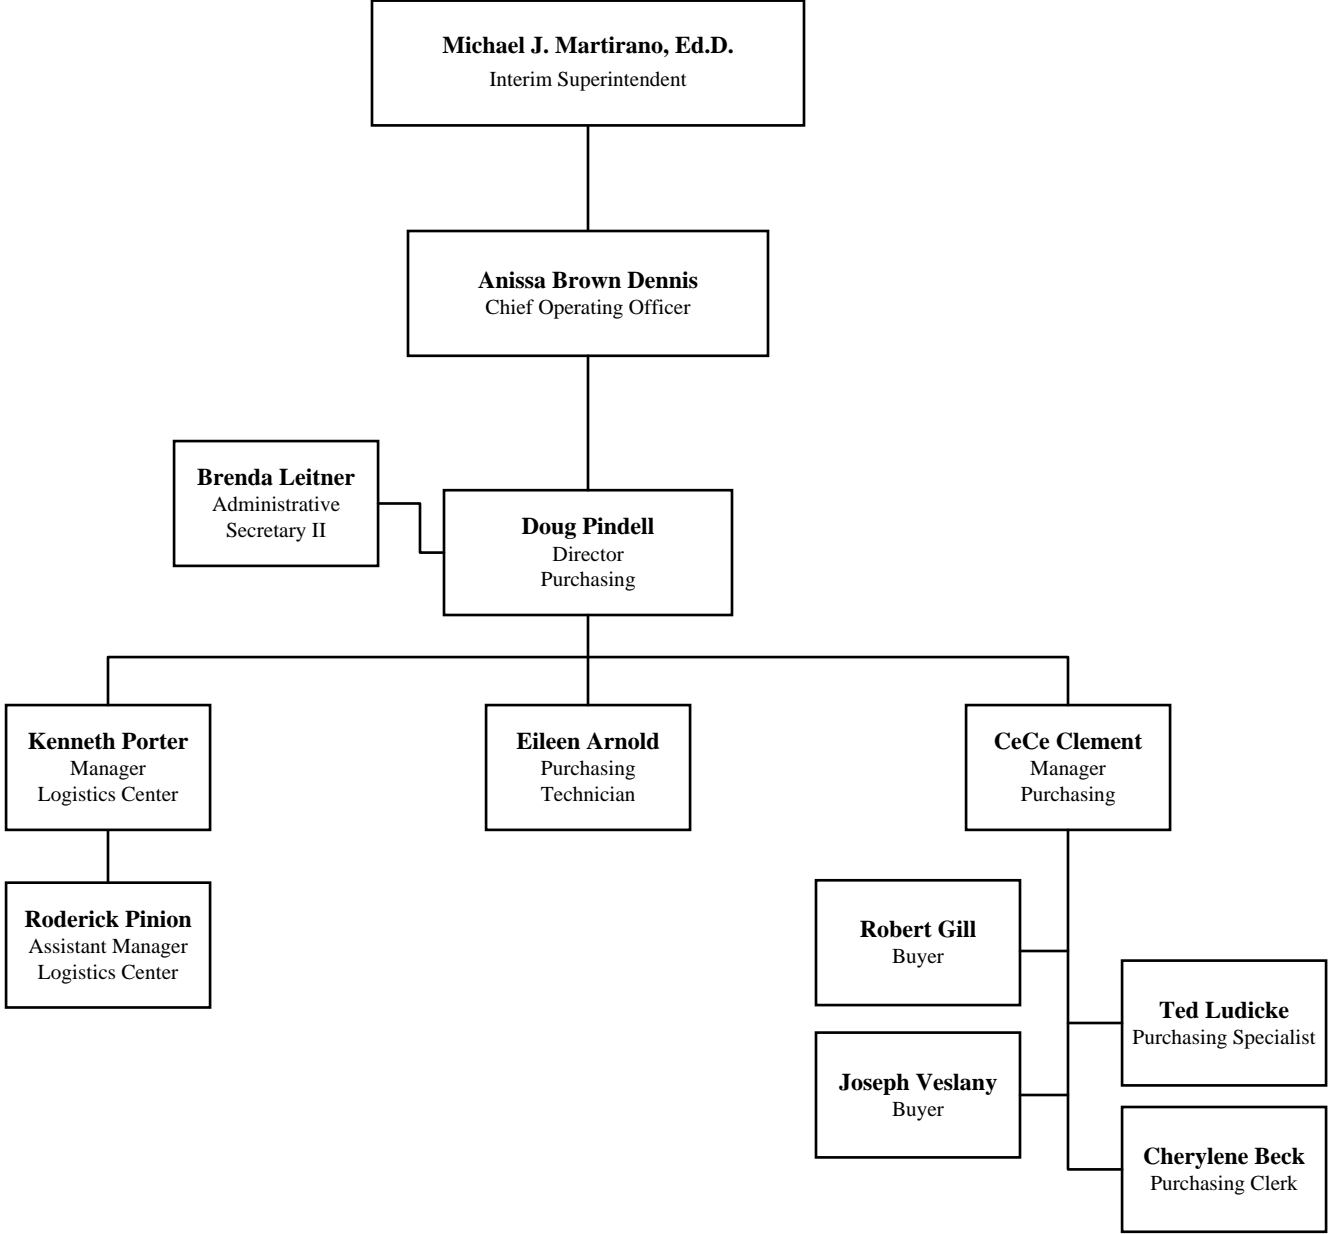 Michael J. Martirano, Ed.D.
Interim Superintendent
Anissa Brown Dennis
Chief Operating Officer
Brenda Leitner
Administrative
Secretary II
Doug Pindell
Director
Purchasing
Kenneth Porter
Manager
Logistics Center
Eileen Arnold
Purchasing
Technician
CeCe Clement
Manager
Purchasing
Roderick Pinion
Assistant Manager
Logistics Center
Robert Gill
Buyer
Ted Ludicke
Purchasing Specialist
Joseph Veslany
Buyer
Cherylene Beck
Purchasing Clerk